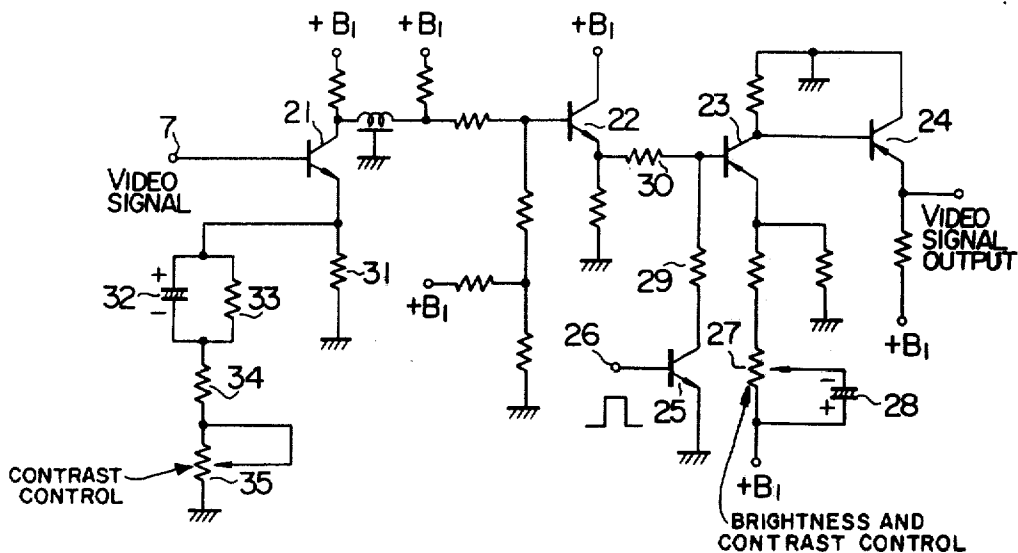 +B1
+B1
+B1
21
7
VIDEO
SIGNAL
22
23
24
30
VIDEO
SIGNAL
OUTPUT
31
32
+
-
33
+B1
29
26
25
27
-
+
28
+B1
34
35
CONTRAST
CONTROL
+B1
BRIGHTNESS AND
CONTRAST CONTROL